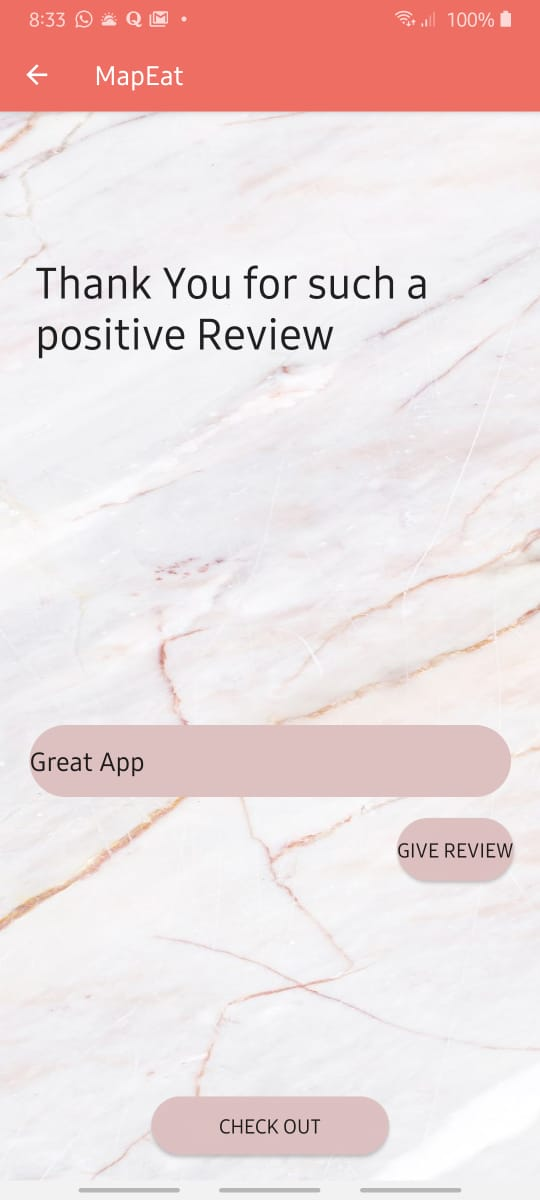 8:33
100%
MapEat
Thank You for such a
positive Review
Great App
GIVE REVIEW
CHECK OUT